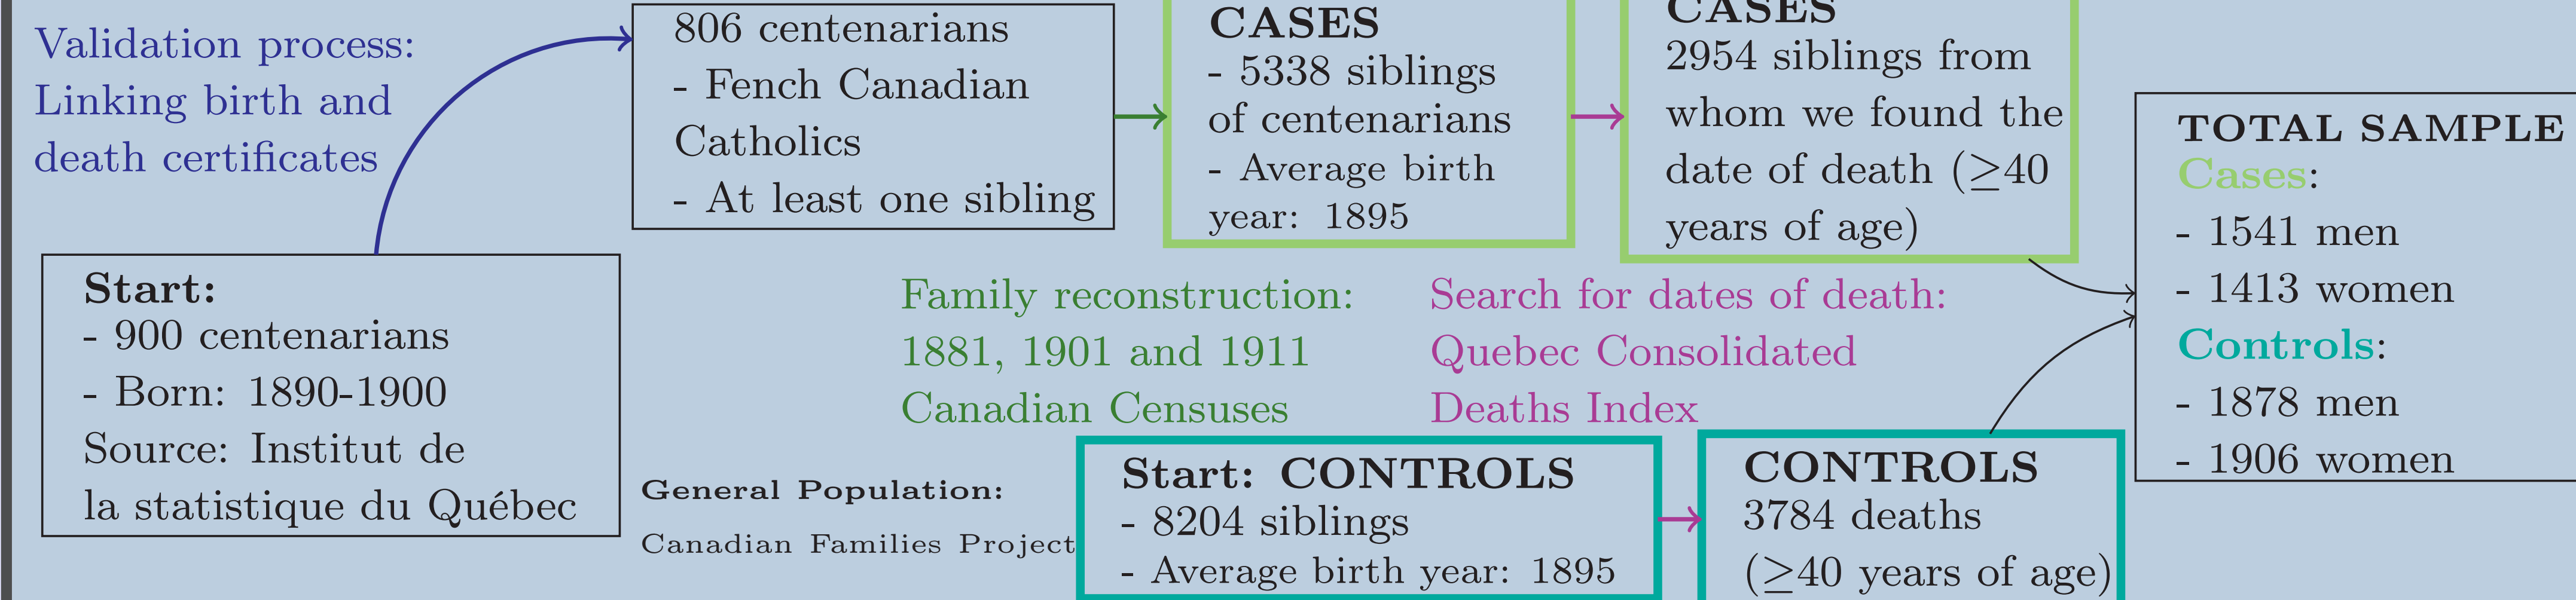 Validation process:
Linking birth and
death certificates
806 centenarians
- Fench Canadian
Catholics
- At least one sibling
CASES
- 5338 siblings
of centenarians
- Average birth
year: 1895
CASES
2954 siblings from
whom we found the
date of death (≥40
years of age)
TOTAL SAMPLE
Cases:
- 1541 men
- 1413 women
Controls:
- 1878 men
- 1906 women
Start:
- 900 centenarians
- Born: 1890-1900
Source: Institut de
la statistique du Québec
Family reconstruction:
1881, 1901 and 1911
Canadian Censuses
Search for dates of death:
Quebec Consolidated
Deaths Index
General Population:
Canadian Families Project
Start: CONTROLS
- 8204 siblings
- Average birth year: 1895
CONTROLS
3784 deaths
(≥40 years of age)